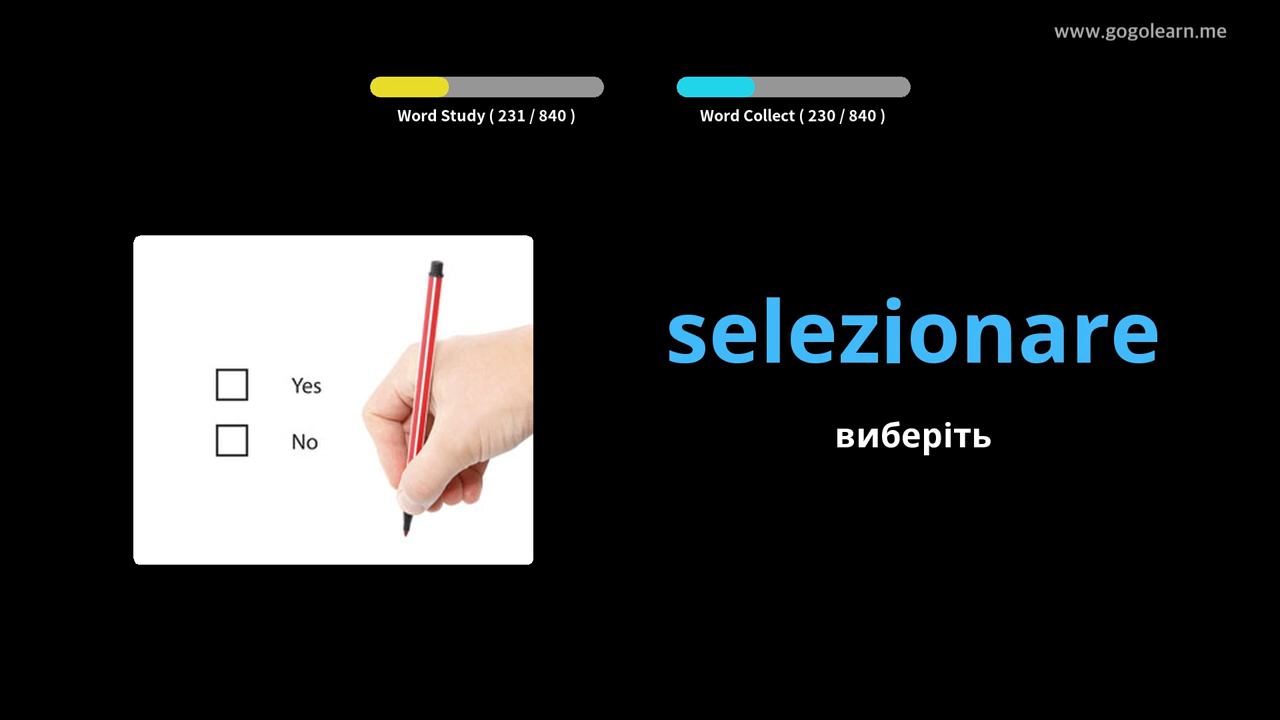 www.gogolearn.me
Word Study ( 231 / 840 )
Word Collect ( 230 / 840 )
Yes
No
selezionare
виберіть